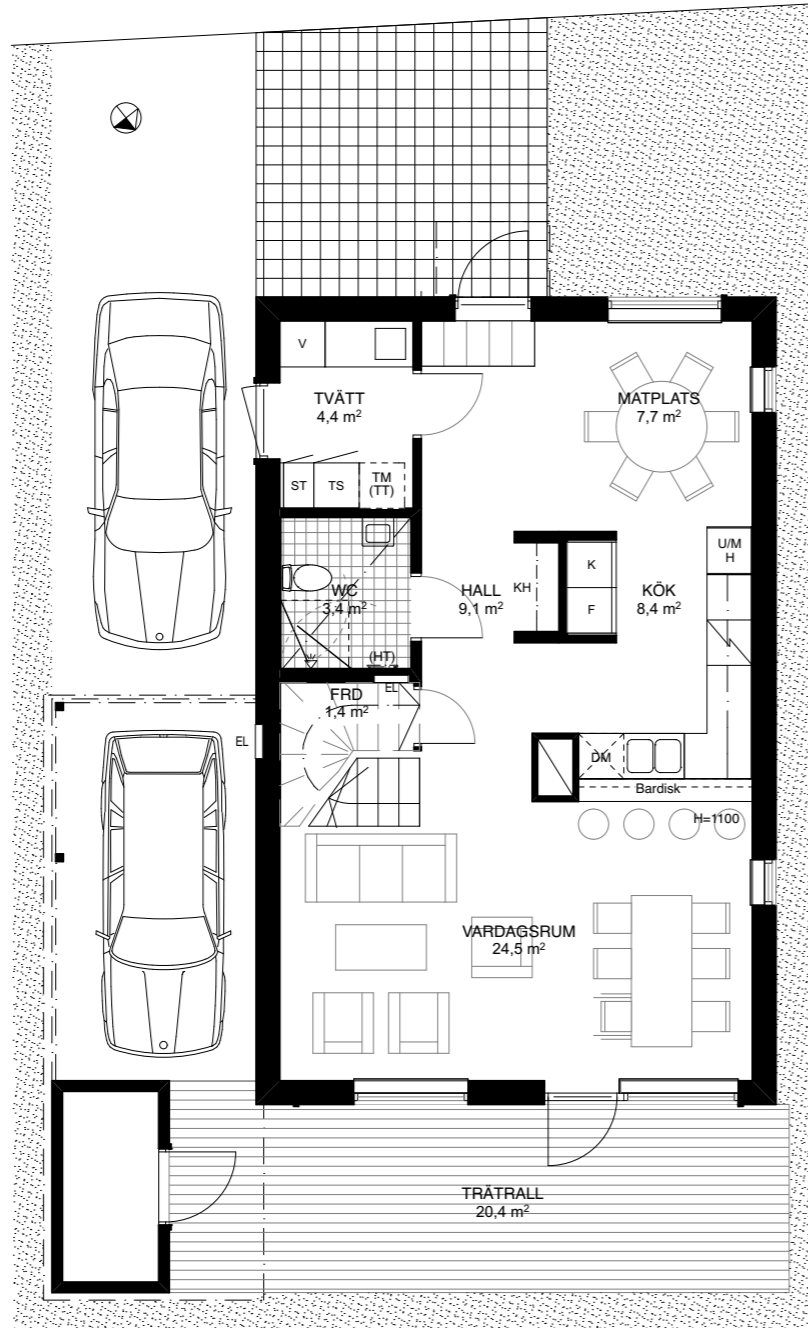 V
TVÄTT
4,4 m²
MATPLATS
7,7 m²
ST
TS
TM
(TT)
U/M
H
K
F
KH
WC
3,4 m²
HALL
9,1 m²
KÖK
8,4 m²
(HT)
EL
FRD
1,4 m²
EL
DM
Bardisk
H=1100
VARDAGSRUM
24,5 m²
TRÄTRALL
20,4 m²